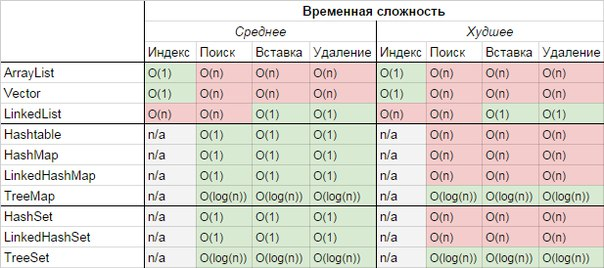 Временная сложность
Среднее Худшее
Индекс Поиск Вставка Удаление Индекс Поиск Вставка Удаление
ArrayList O(1) O(n) O(n) O(n) O(1) O(n) O(n) O(n)
Vector O(1) O(n) O(n) O(n) O(1) O(n) O(n) O(n)
LinkedList O(n) O(n) O(1) O(1) O(n) O(n) O(1) O(1)
Hashtable n/a O(1) O(1) O(1) n/a O(n) O(n) O(n)
HashMap n/a O(1) O(1) O(1) n/a O(n) O(n) O(n)
LinkedHashMap n/a O(1) O(1) O(1) n/a O(n) O(n) O(n)
TreeMap n/a O(log(n)) O(log(n)) O(log(n)) n/a O(log(n)) O(log(n)) O(log(n))
HashSet n/a O(1) O(1) O(1) n/a O(n) O(n) O(n)
LinkedHashSet n/a O(1) O(1) O(1) n/a O(n) O(n) O(n)
TreeSet n/a O(log(n)) O(log(n)) O(log(n)) n/a O(log(n)) O(log(n)) O(log(n))